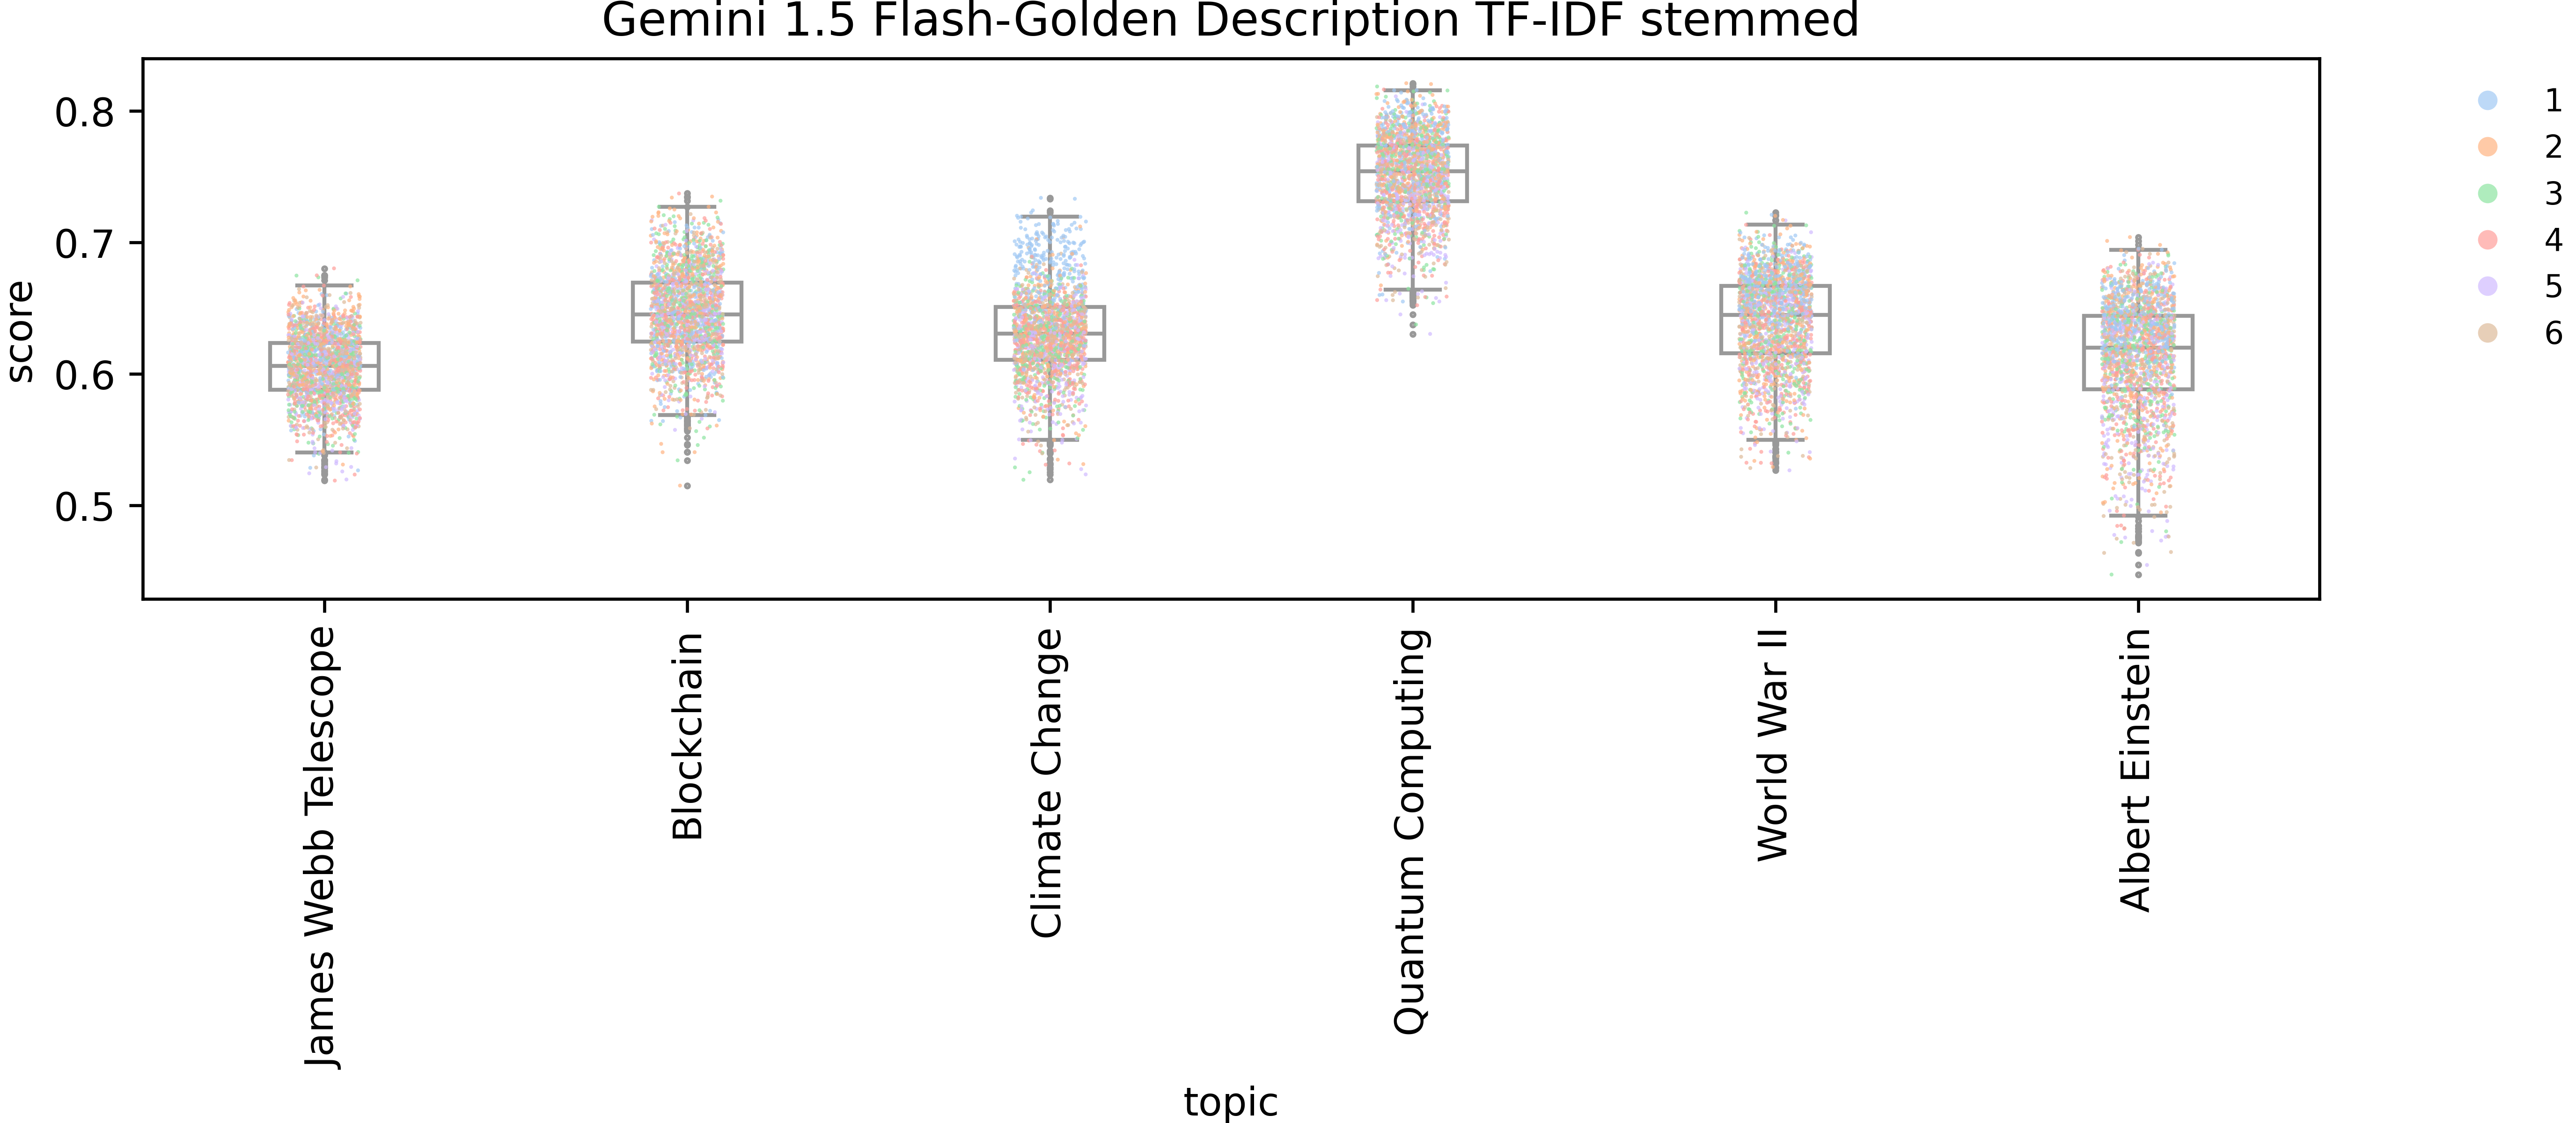 Gemini 1.5 Flash-Golden Description TF-IDF stemmed
score
0.8
0.7
0.6
0.5
James Webb Telescope
Blockchain
Climate Change
Quantum Computing
World War II
Albert Einstein
topic
1
2
3
4
5
6